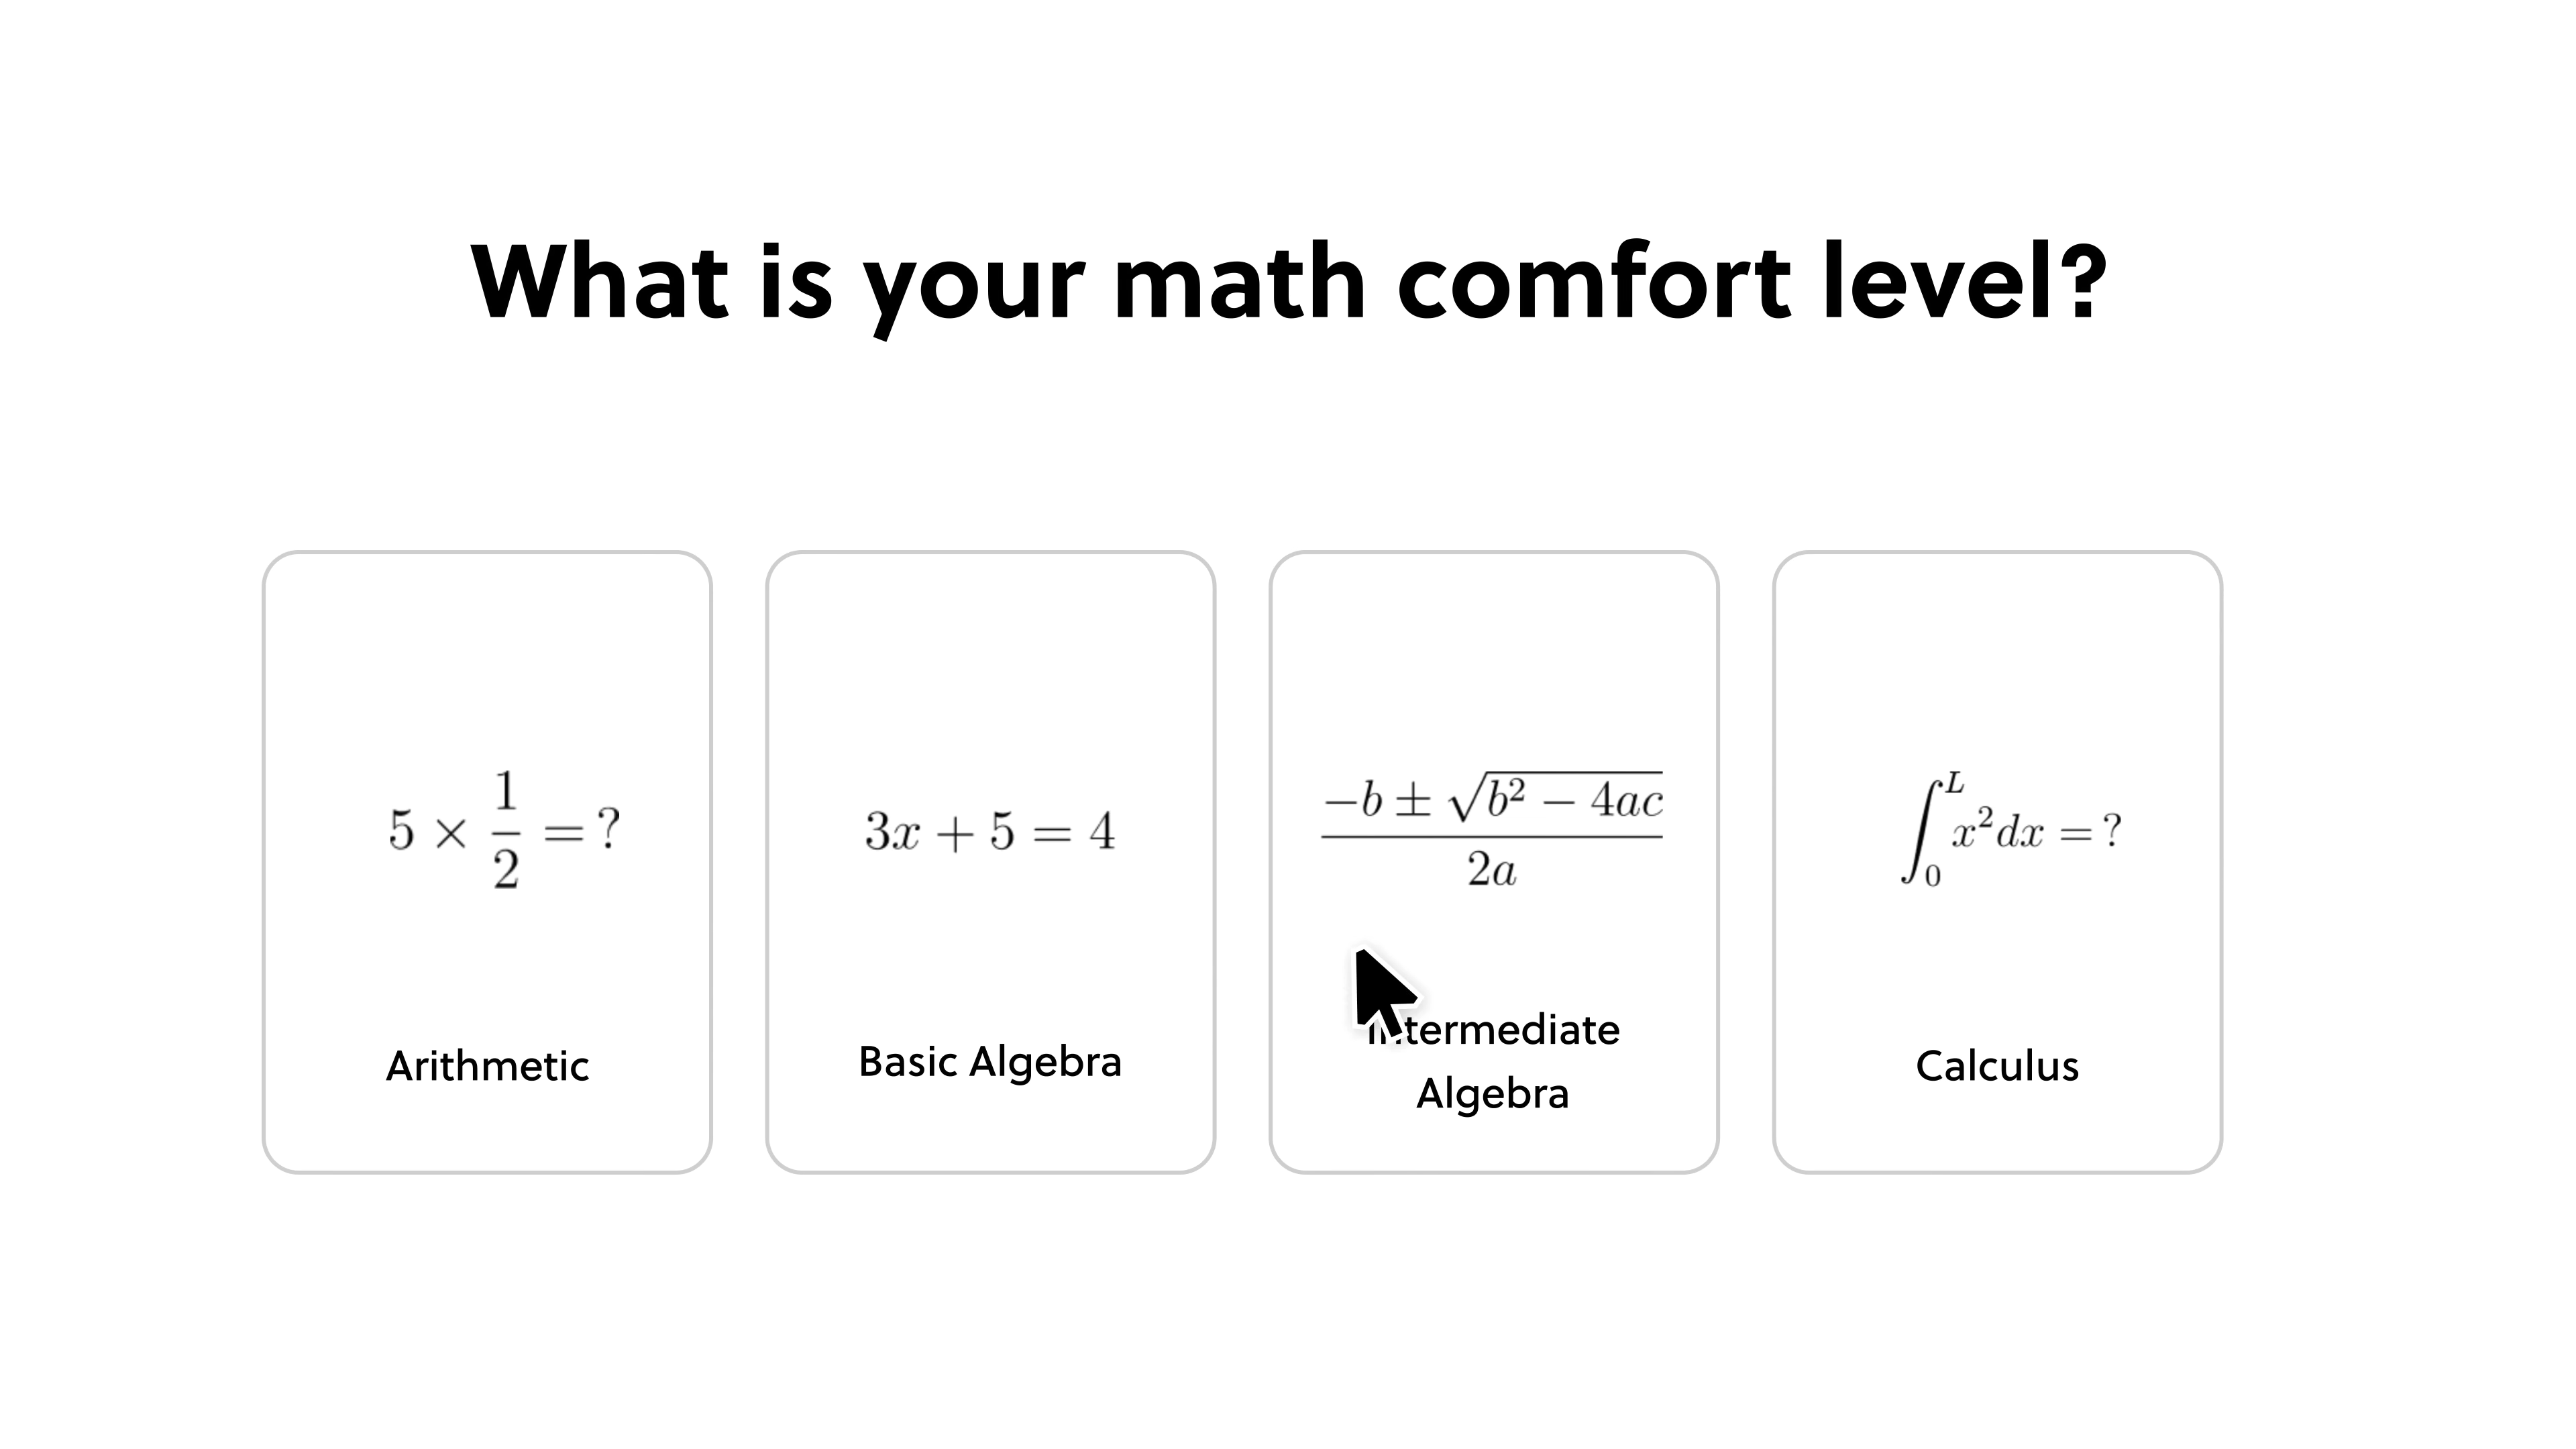 What is your math comfort level?
5 × 1/2 = ?
3x + 5 = 4
(−b ± √(b² − 4ac))/2a
∫₀ᴸ x²dx = ?
Arithmetic
Basic Algebra
Intermediate
Algebra
Calculus